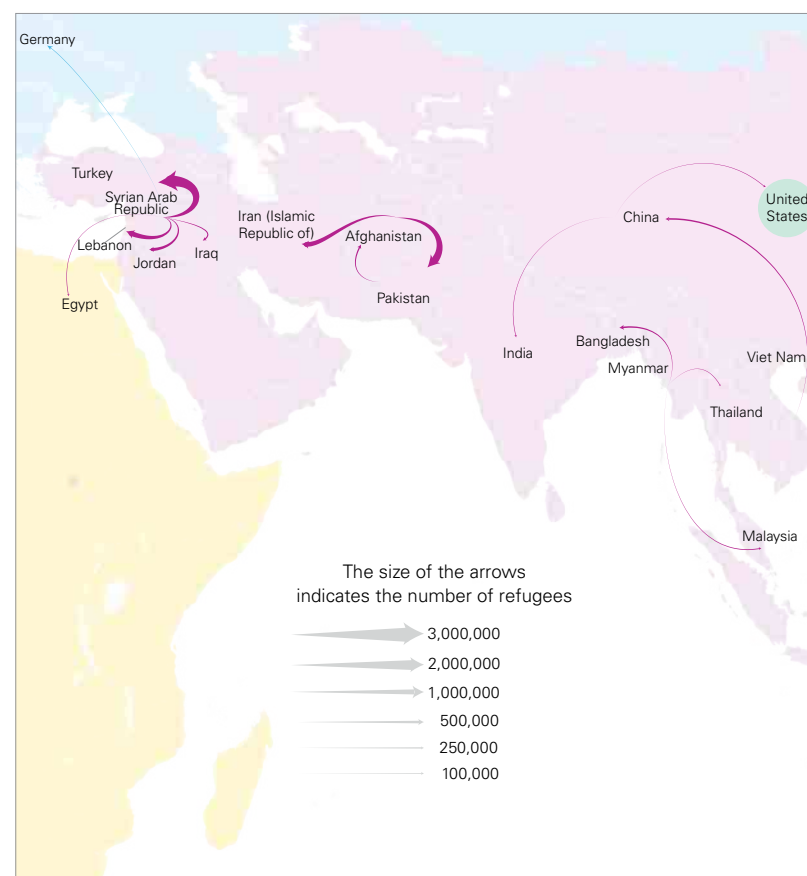 Germany
Turkey
Syrian Arab
Republic
Lebanon
Jordan
Iraq
Egypt
Iran (Islamic
Republic of)
Afghanistan
Pakistan
China
United
States
India
Bangladesh
Myanmar
Viet Nam
Thailand
Malaysia
The size of the arrows
indicates the number of refugees
3,000,000
2,000,000
1,000,000
500,000
250,000
100,000